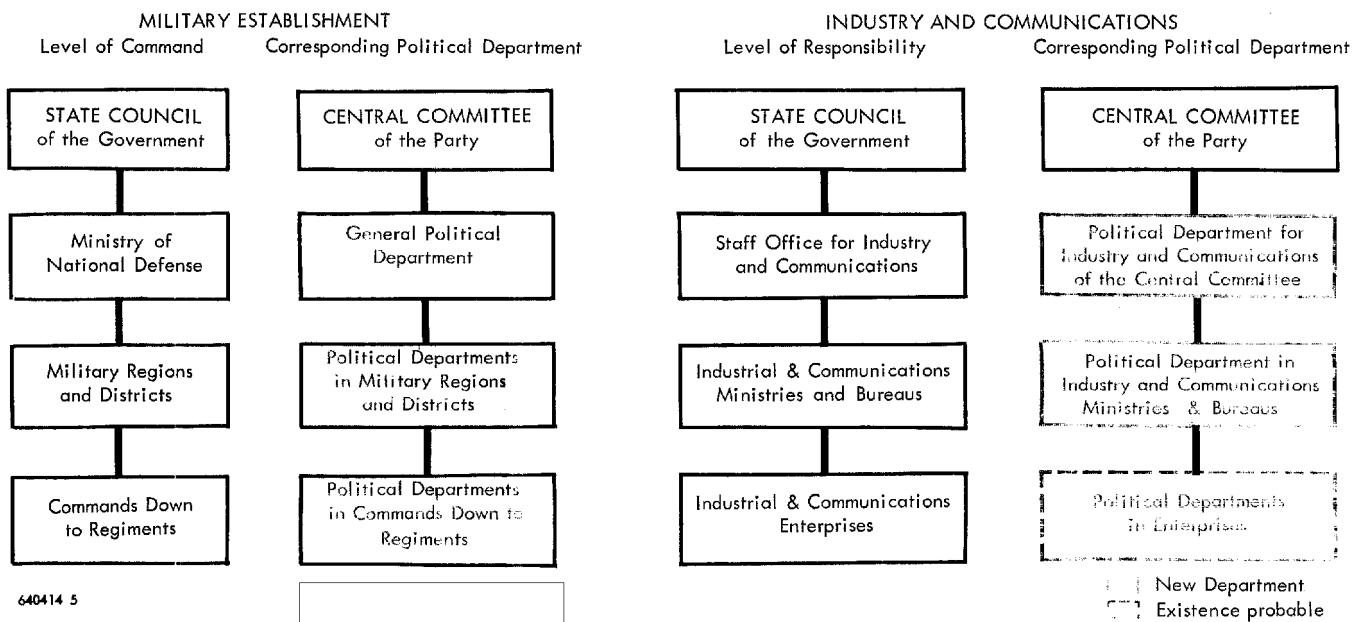 MILITARY ESTABLISHMENT
Level of Command
Corresponding Political Department
STATE COUNCIL
of the Government
CENTRAL COMMITTEE
of the Party
Ministry of
National Defense
General Political
Department
Military Regions
and Districts
Political Departments
in Military Regions
and Districts
Commands Down
to Regiments
Political Departments
in Commands Down to
Regiments
640414 5
INDUSTRY AND COMMUNICATIONS
Level of Responsibility
Corresponding Political Department
STATE COUNCIL
of the Government
CENTRAL COMMITTEE
of the Party
Staff Office for Industry
and Communications
Political Department for
Industry and Communications
of the Central Committee
Industrial & Communications
Ministries and Bureaus
Political Department in
Industry and Communications
Ministries & Bureaus
Industrial & Communications
Enterprises
Political Departments
in Enterprises
New Department
Existence probable